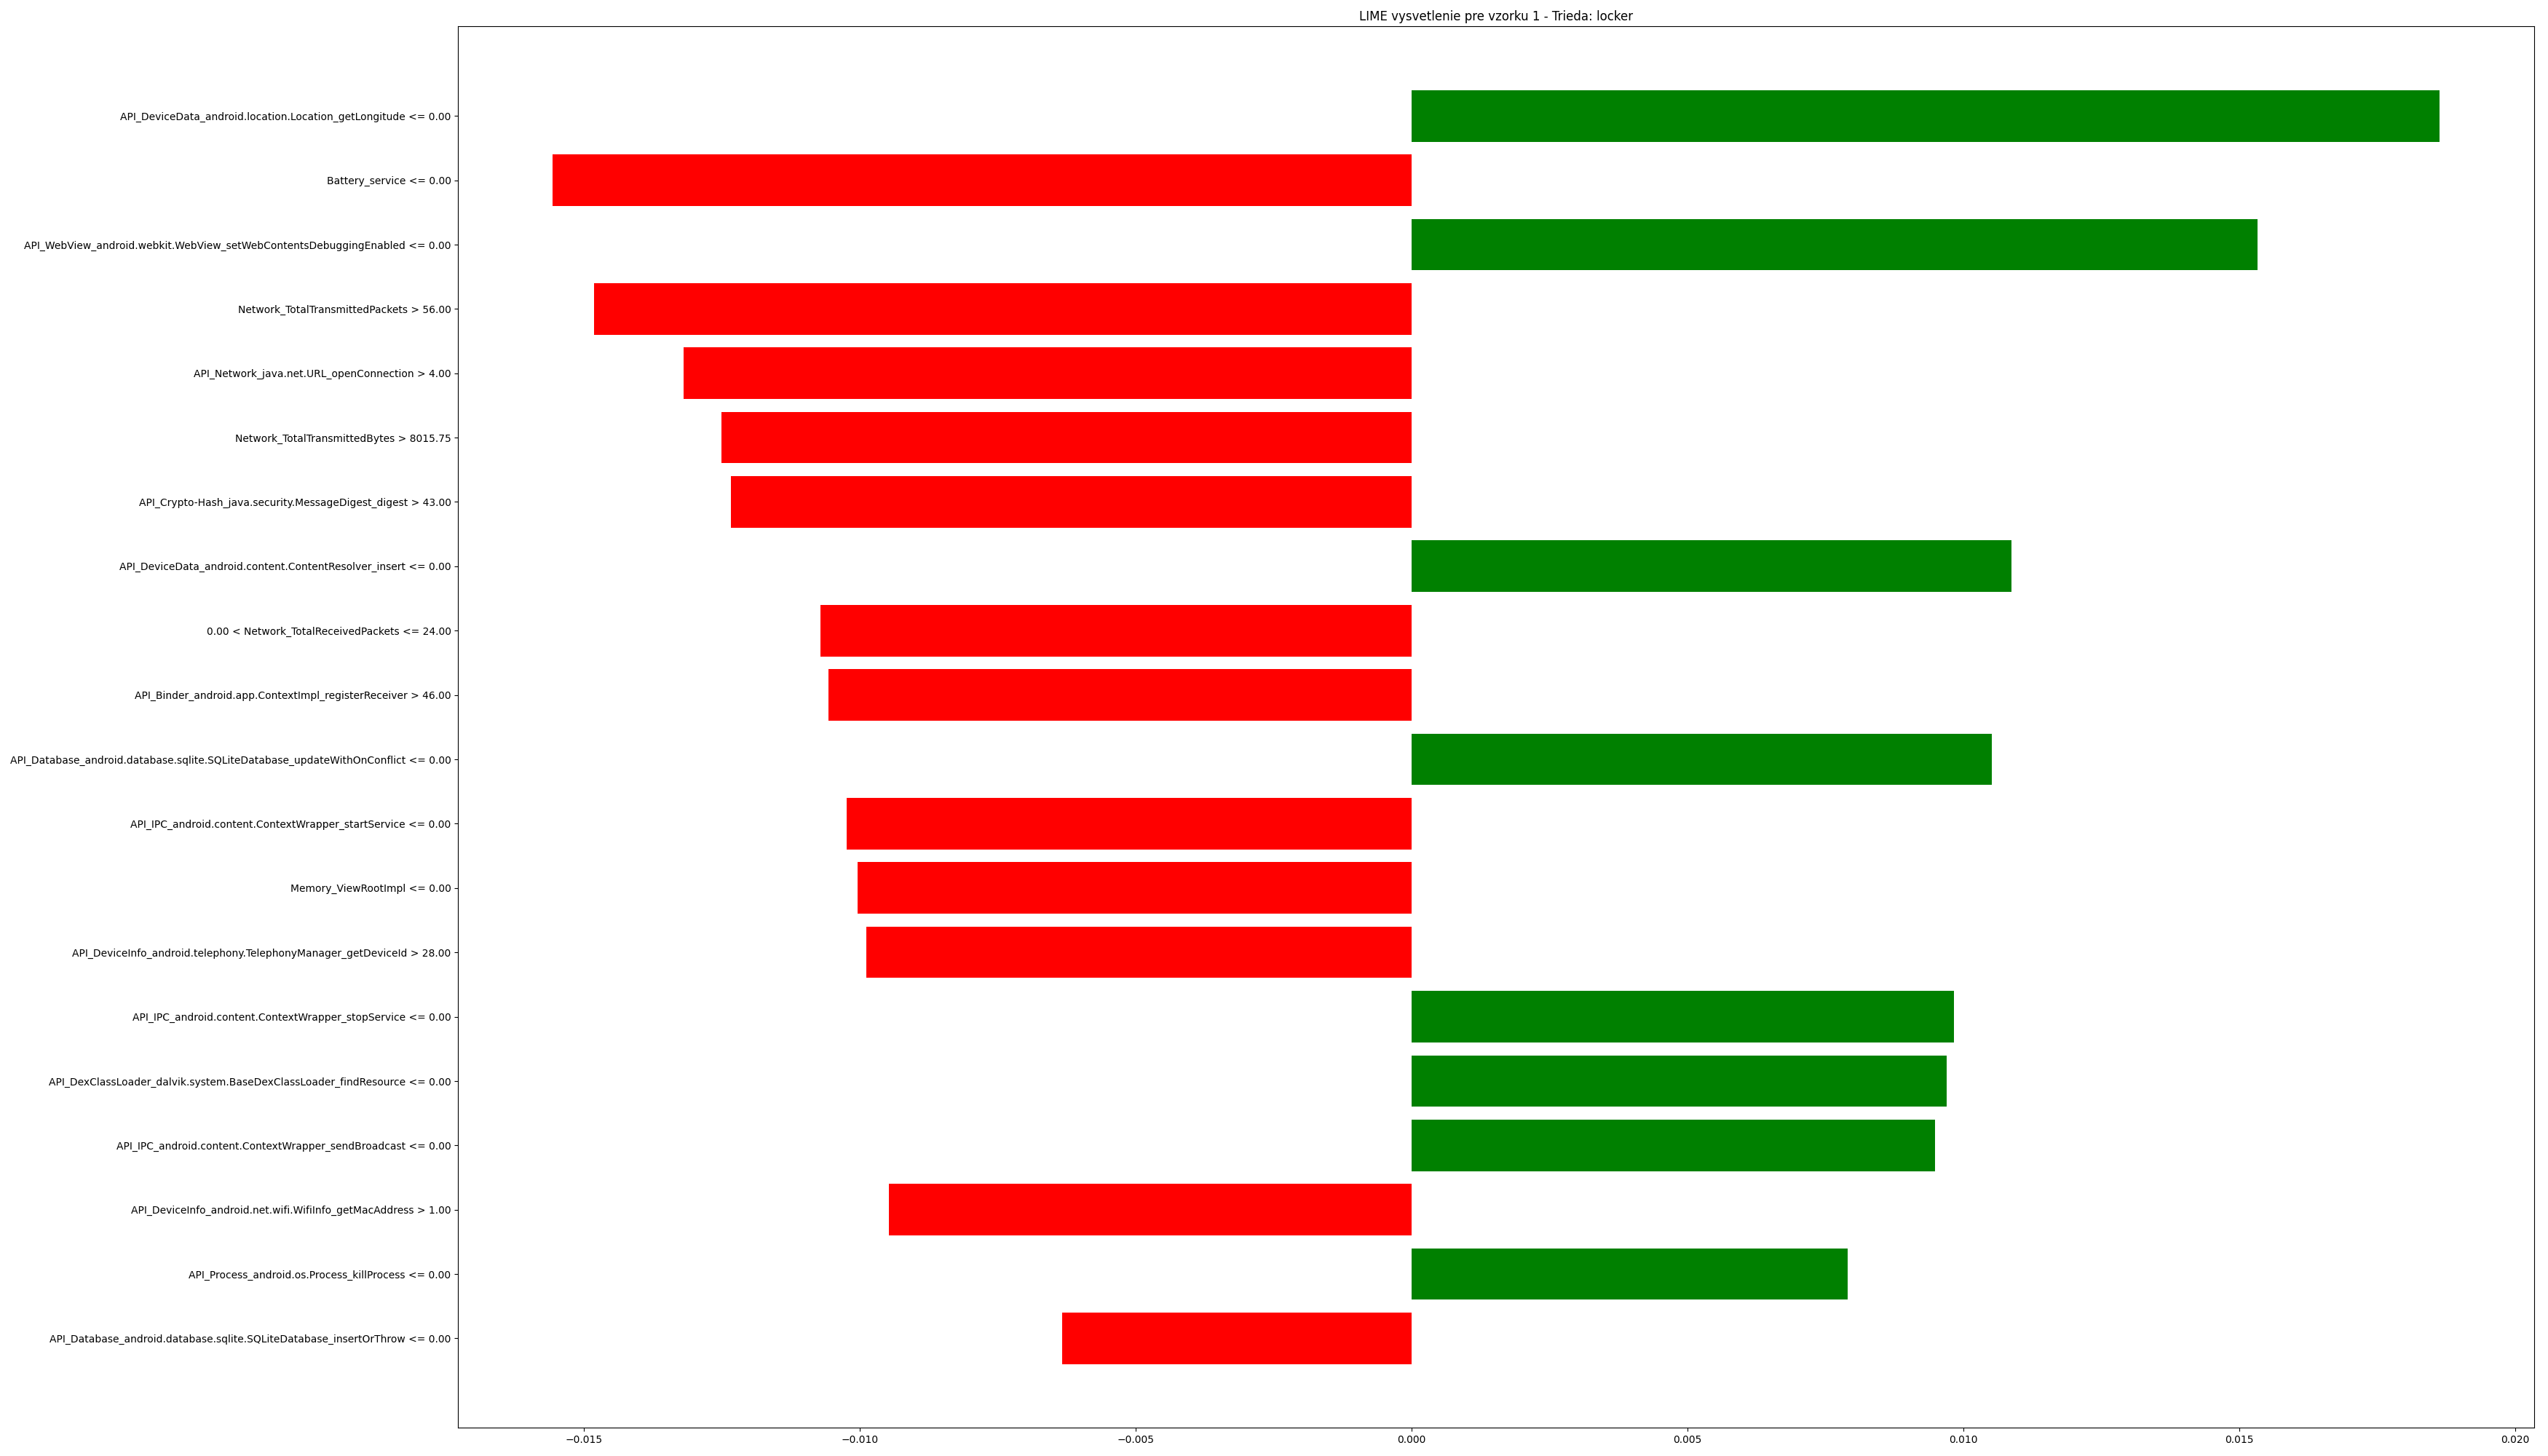 LIME vysvetlenie pre vzorku 1 - Trieda: locker
API_DeviceData_android.location.Location_getLongitude <= 0.00
Battery_service <= 0.00
API_WebView_android.webkit.WebView_setWebContentsDebuggingEnabled <= 0.00
Network_TotalTransmittedPackets > 56.00
API_Network_java.net.URL_openConnection > 4.00
Network_TotalTransmittedBytes > 8015.75
API_Crypto-Hash_java.security.MessageDigest_digest > 43.00
API_DeviceData_android.content.ContentResolver_insert <= 0.00
0.00 < Network_TotalReceivedPackets <= 24.00
API_Binder_android.app.ContextImpl_registerReceiver > 46.00
API_Database_android.database.sqlite.SQLiteDatabase_updateWithOnConflict <= 0.00
API_IPC_android.content.ContextWrapper_startService <= 0.00
Memory_ViewRootImpl <= 0.00
API_DeviceInfo_android.telephony.TelephonyManager_getDeviceId > 28.00
API_IPC_android.content.ContextWrapper_stopService <= 0.00
API_DexClassLoader_dalvik.system.BaseDexClassLoader_findResource <= 0.00
API_IPC_android.content.ContextWrapper_sendBroadcast <= 0.00
API_DeviceInfo_android.net.wifi.WifiInfo_getMacAddress > 1.00
API_Process_android.os.Process_killProcess <= 0.00
API_Database_android.database.sqlite.SQLiteDatabase_insertOrThrow <= 0.00
−0.015 −0.010 −0.005 0.000 0.005 0.010 0.015 0.020